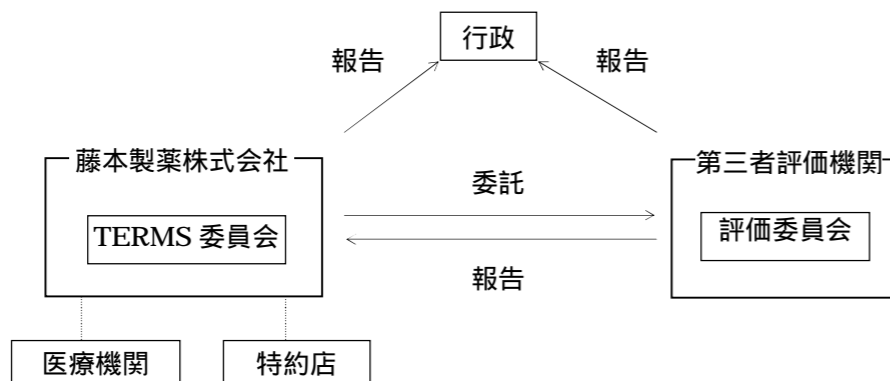 行政
報告
報告
藤本製薬株式会社
第三者評価機関
委託
TERMS 委員会
評価委員会
報告
医療機関
特約店